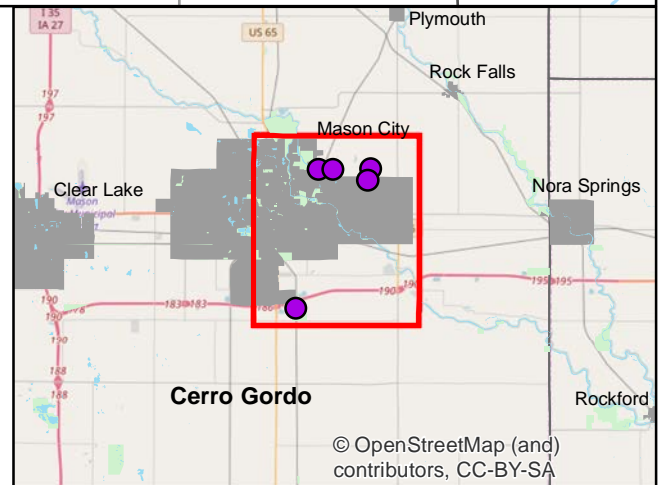 I 35
IA 27
US 65
Plymouth
Rock Falls
197
197
Mason City
Clear Lake
Mason
Municipal
Nora Springs
190
190
183
183
186
190
195
195
190
188
188
Cerro Gordo
Rockford
© OpenStreetMap (and)
contributors, CC-BY-SA